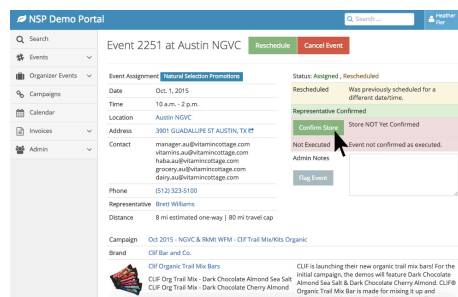 NSP Demo Portal
Search ...
Heather
Fier
Search
Events
Organizer Events
Campaigns
Calendar
Invoices
Admin
Event 2251 at Austin NGVC
Reschedule
Cancel Event
Event Assignment Natural Selection Promotions
Date Oct. 1, 2015
Time 10 a.m. - 2 p.m.
Location Austin NGVC
Address 3901 GUADALUPE ST AUSTIN, TX
Contact manager.au@vitamincottage.com
vitamins.au@vitamincottage.com
haba.au@vitamincottage.com
grocery.au@vitamincottage.com
dairy.au@vitamincottage.com
Phone (512) 323-5100
Representative Brett Williams
Distance 8 mi estimated one-way | 80 mi travel cap
Status: Assigned , Rescheduled
Rescheduled Was previously scheduled for a
different date/time.
Representative Confirmed
Confirm Store Store NOT Yet Confirmed
Not Executed Event not confirmed as executed.
Admin Notes
Flag Event
Campaign Oct 2015 - NGVC & RkMt WFM - Clif Trail Mix/Kits
Brand Clif Bar and Co.
Clif Organic Trail Mix Bars
CLIF Org Trail Mix - Dark Chocolate Almond Sea Salt
CLIF Org Trail Mix - Dark Chocolate Cherry Almond
CLIF is launching their new organic trail mix bars! For the
initial campaign, the demos will feature Dark Chocolate
Almond Sea Salt & Dark Chocolate Cherry Almond. CLIF®
Organic Trail Mix Bar is made for mixing it up and